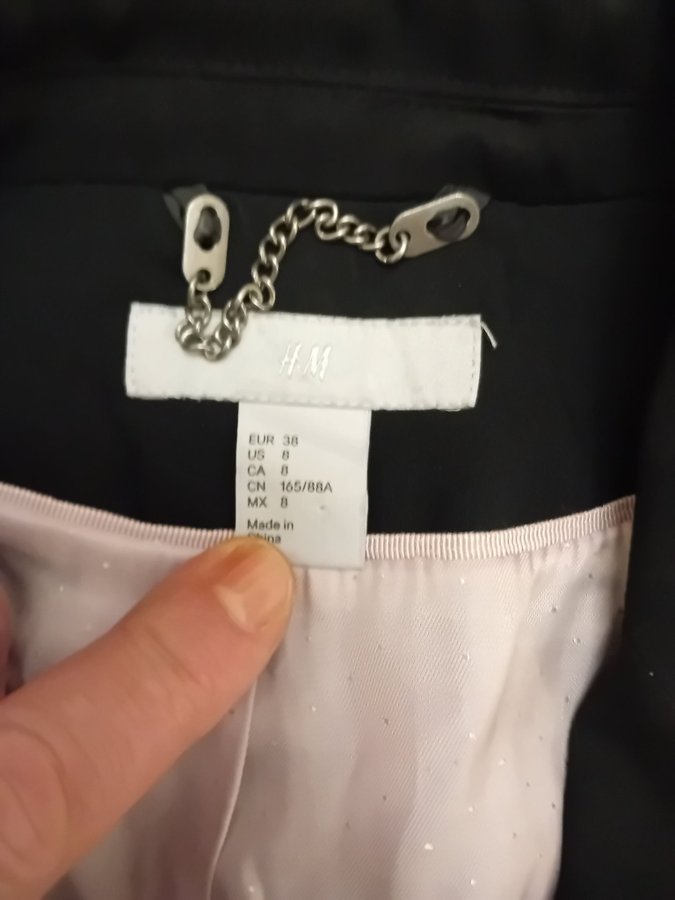 H&M
EUR 38
US 8
CA 8
CN 165/88A
MX 8
Made in
China